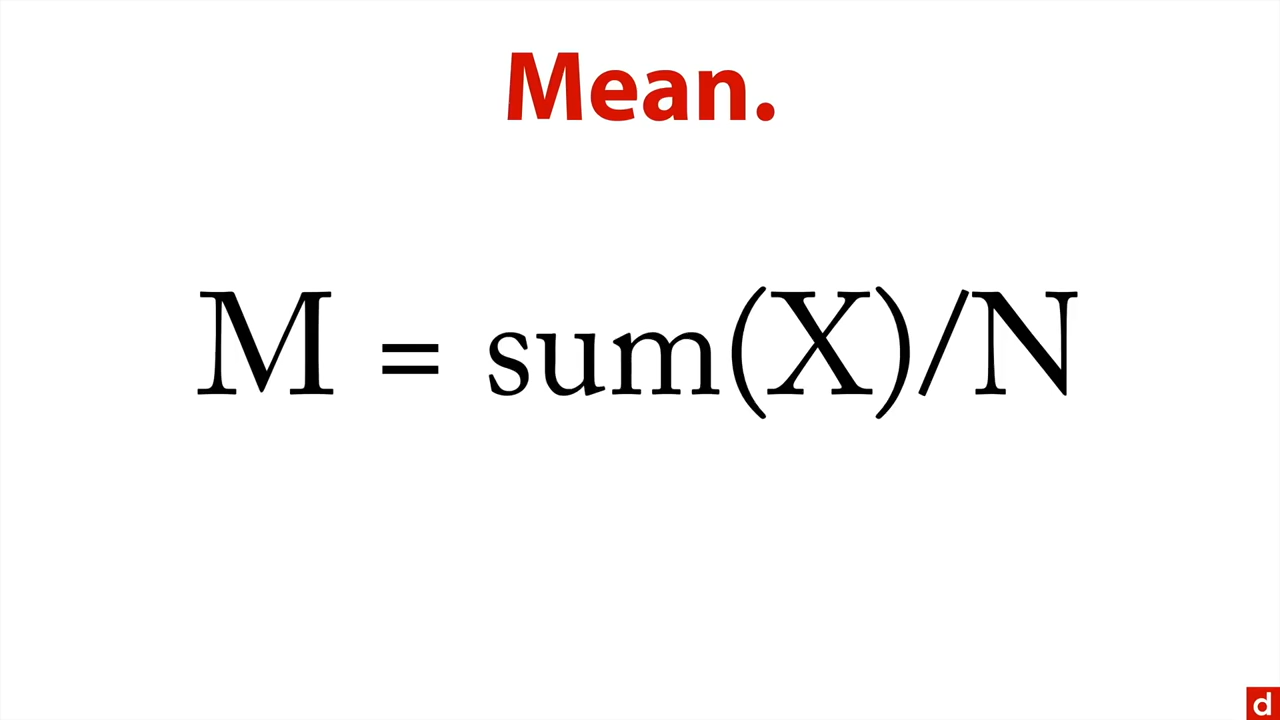 Mean.
M = sum(X)/N
d